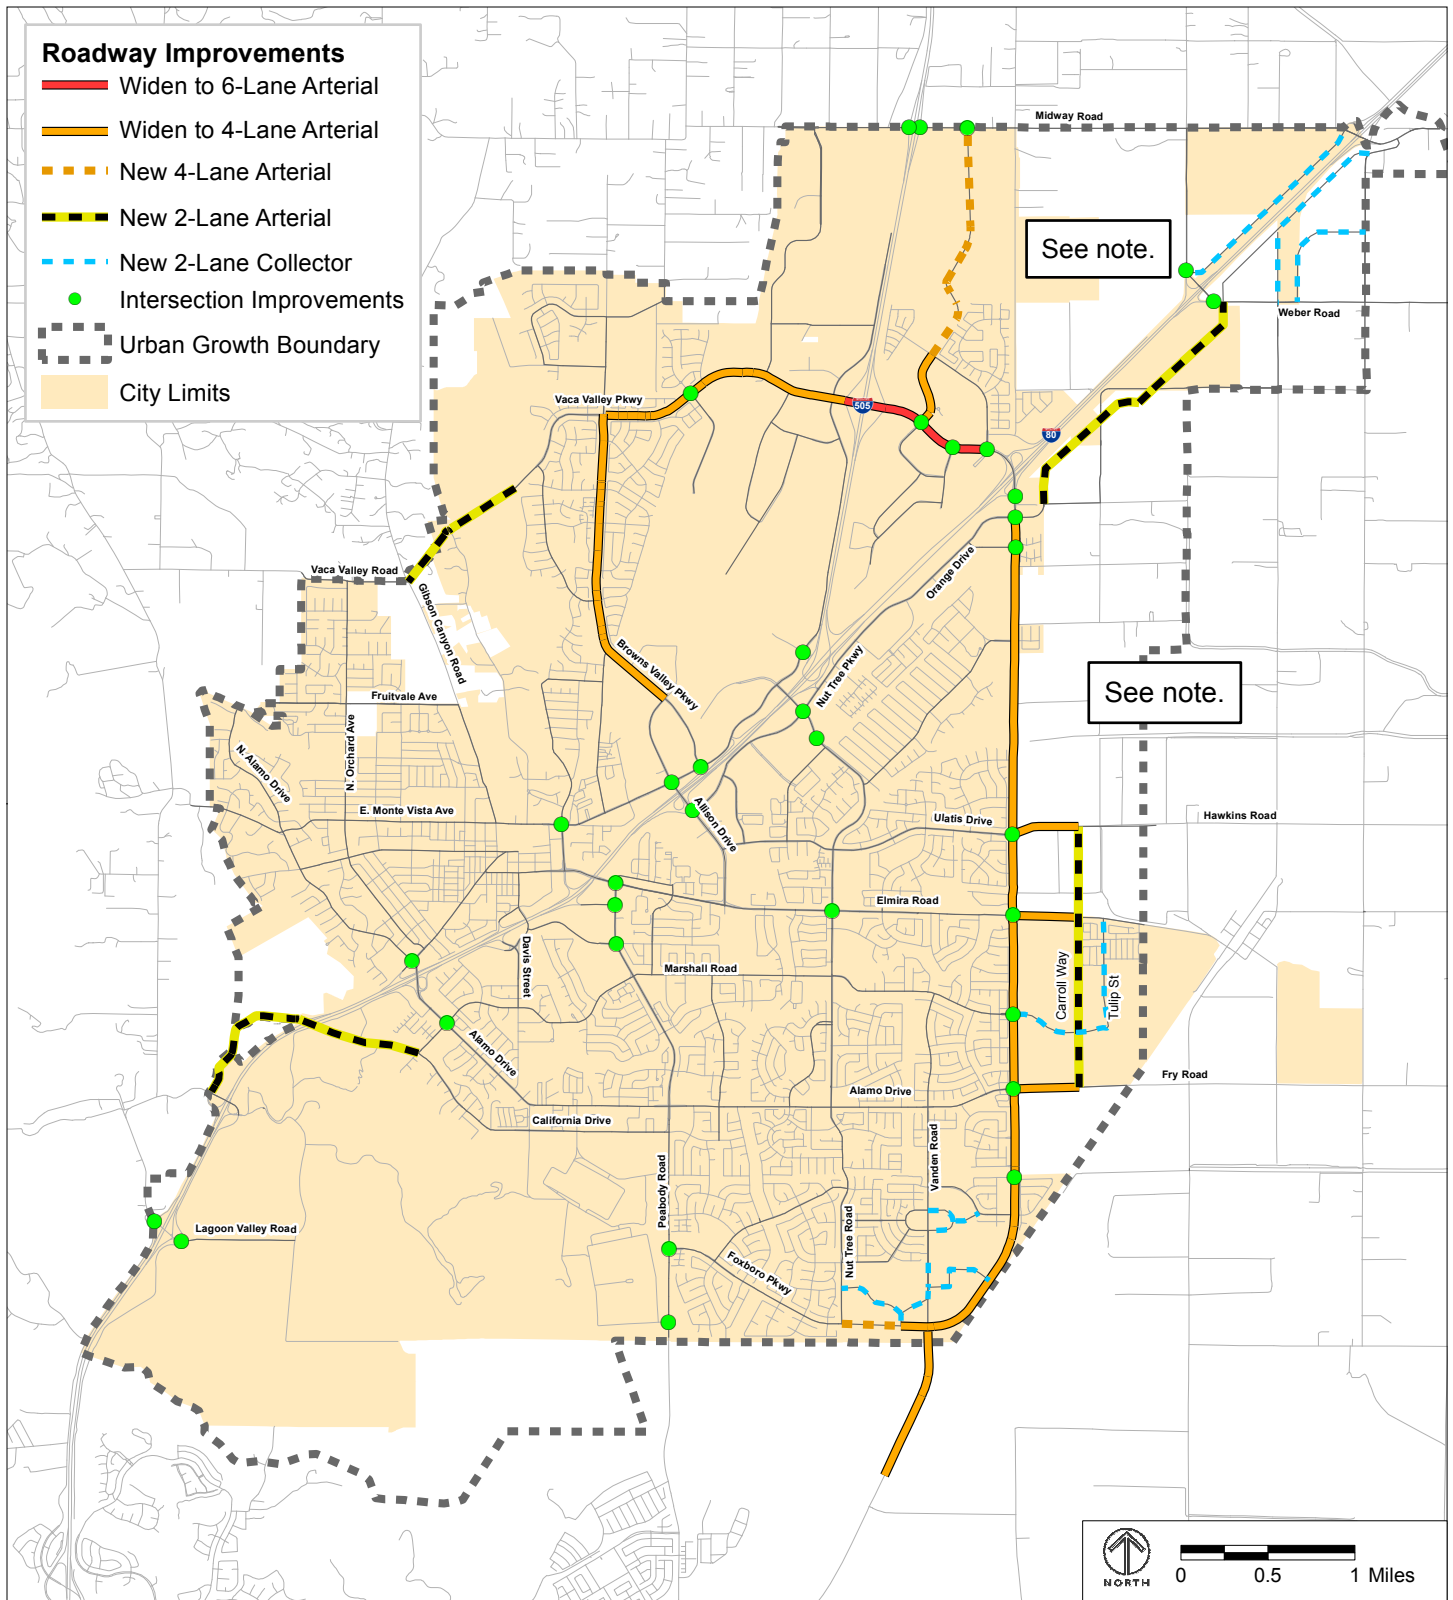 Roadway Improvements
Widen to 6-Lane Arterial
Widen to 4-Lane Arterial
New 4-Lane Arterial
New 2-Lane Arterial
New 2-Lane Collector
Intersection Improvements
Urban Growth Boundary
City Limits
Midway Road
See note.
Weber Road
Vaca Valley Pkwy
505
80
Orange Drive
Vaca Valley Road
Gibson Canyon Road
Browns Valley Pkwy
Nut Tree Pkwy
See note.
Fruitvale Ave
N. Orchard Ave
N. Alamo Drive
E. Monte Vista Ave
Allison Drive
Ulatis Drive
Hawkins Road
Elmira Road
Davis Street
Marshall Road
Carroll Way
Tulip St
Alamo Drive
Alamo Drive
Fry Road
California Drive
Vanden Road
Peabody Road
Nut Tree Road
Lagoon Valley Road
Foxboro Pkwy
NORTH
0 0.5 1 Miles